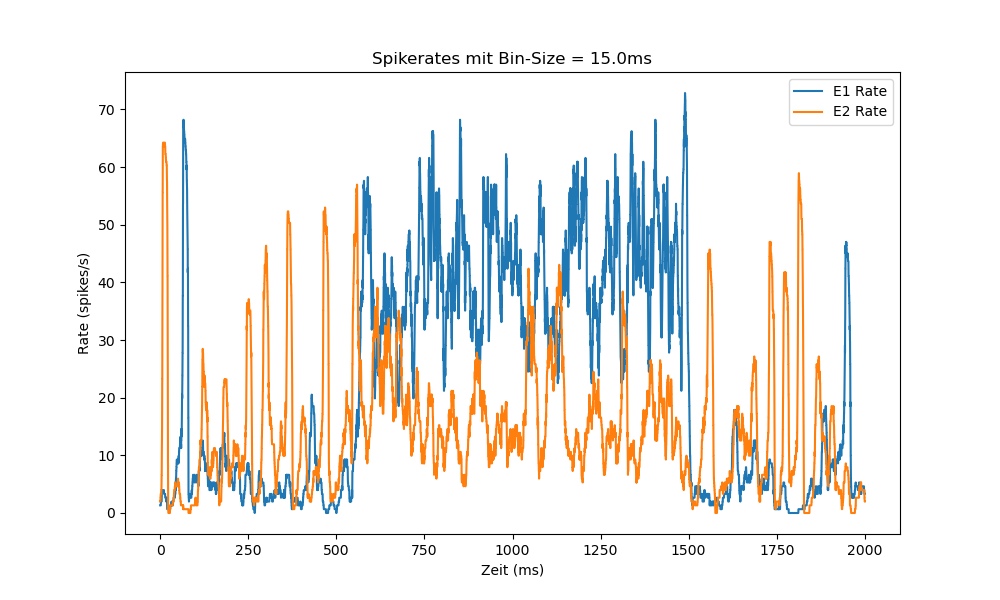 Spikerates mit Bin-Size = 15.0ms
E1 Rate
E2 Rate
70
60
50
40
30
20
10
0
Rate (spikes/s)
0 250 500 750 1000 1250 1500 1750 2000
Zeit (ms)